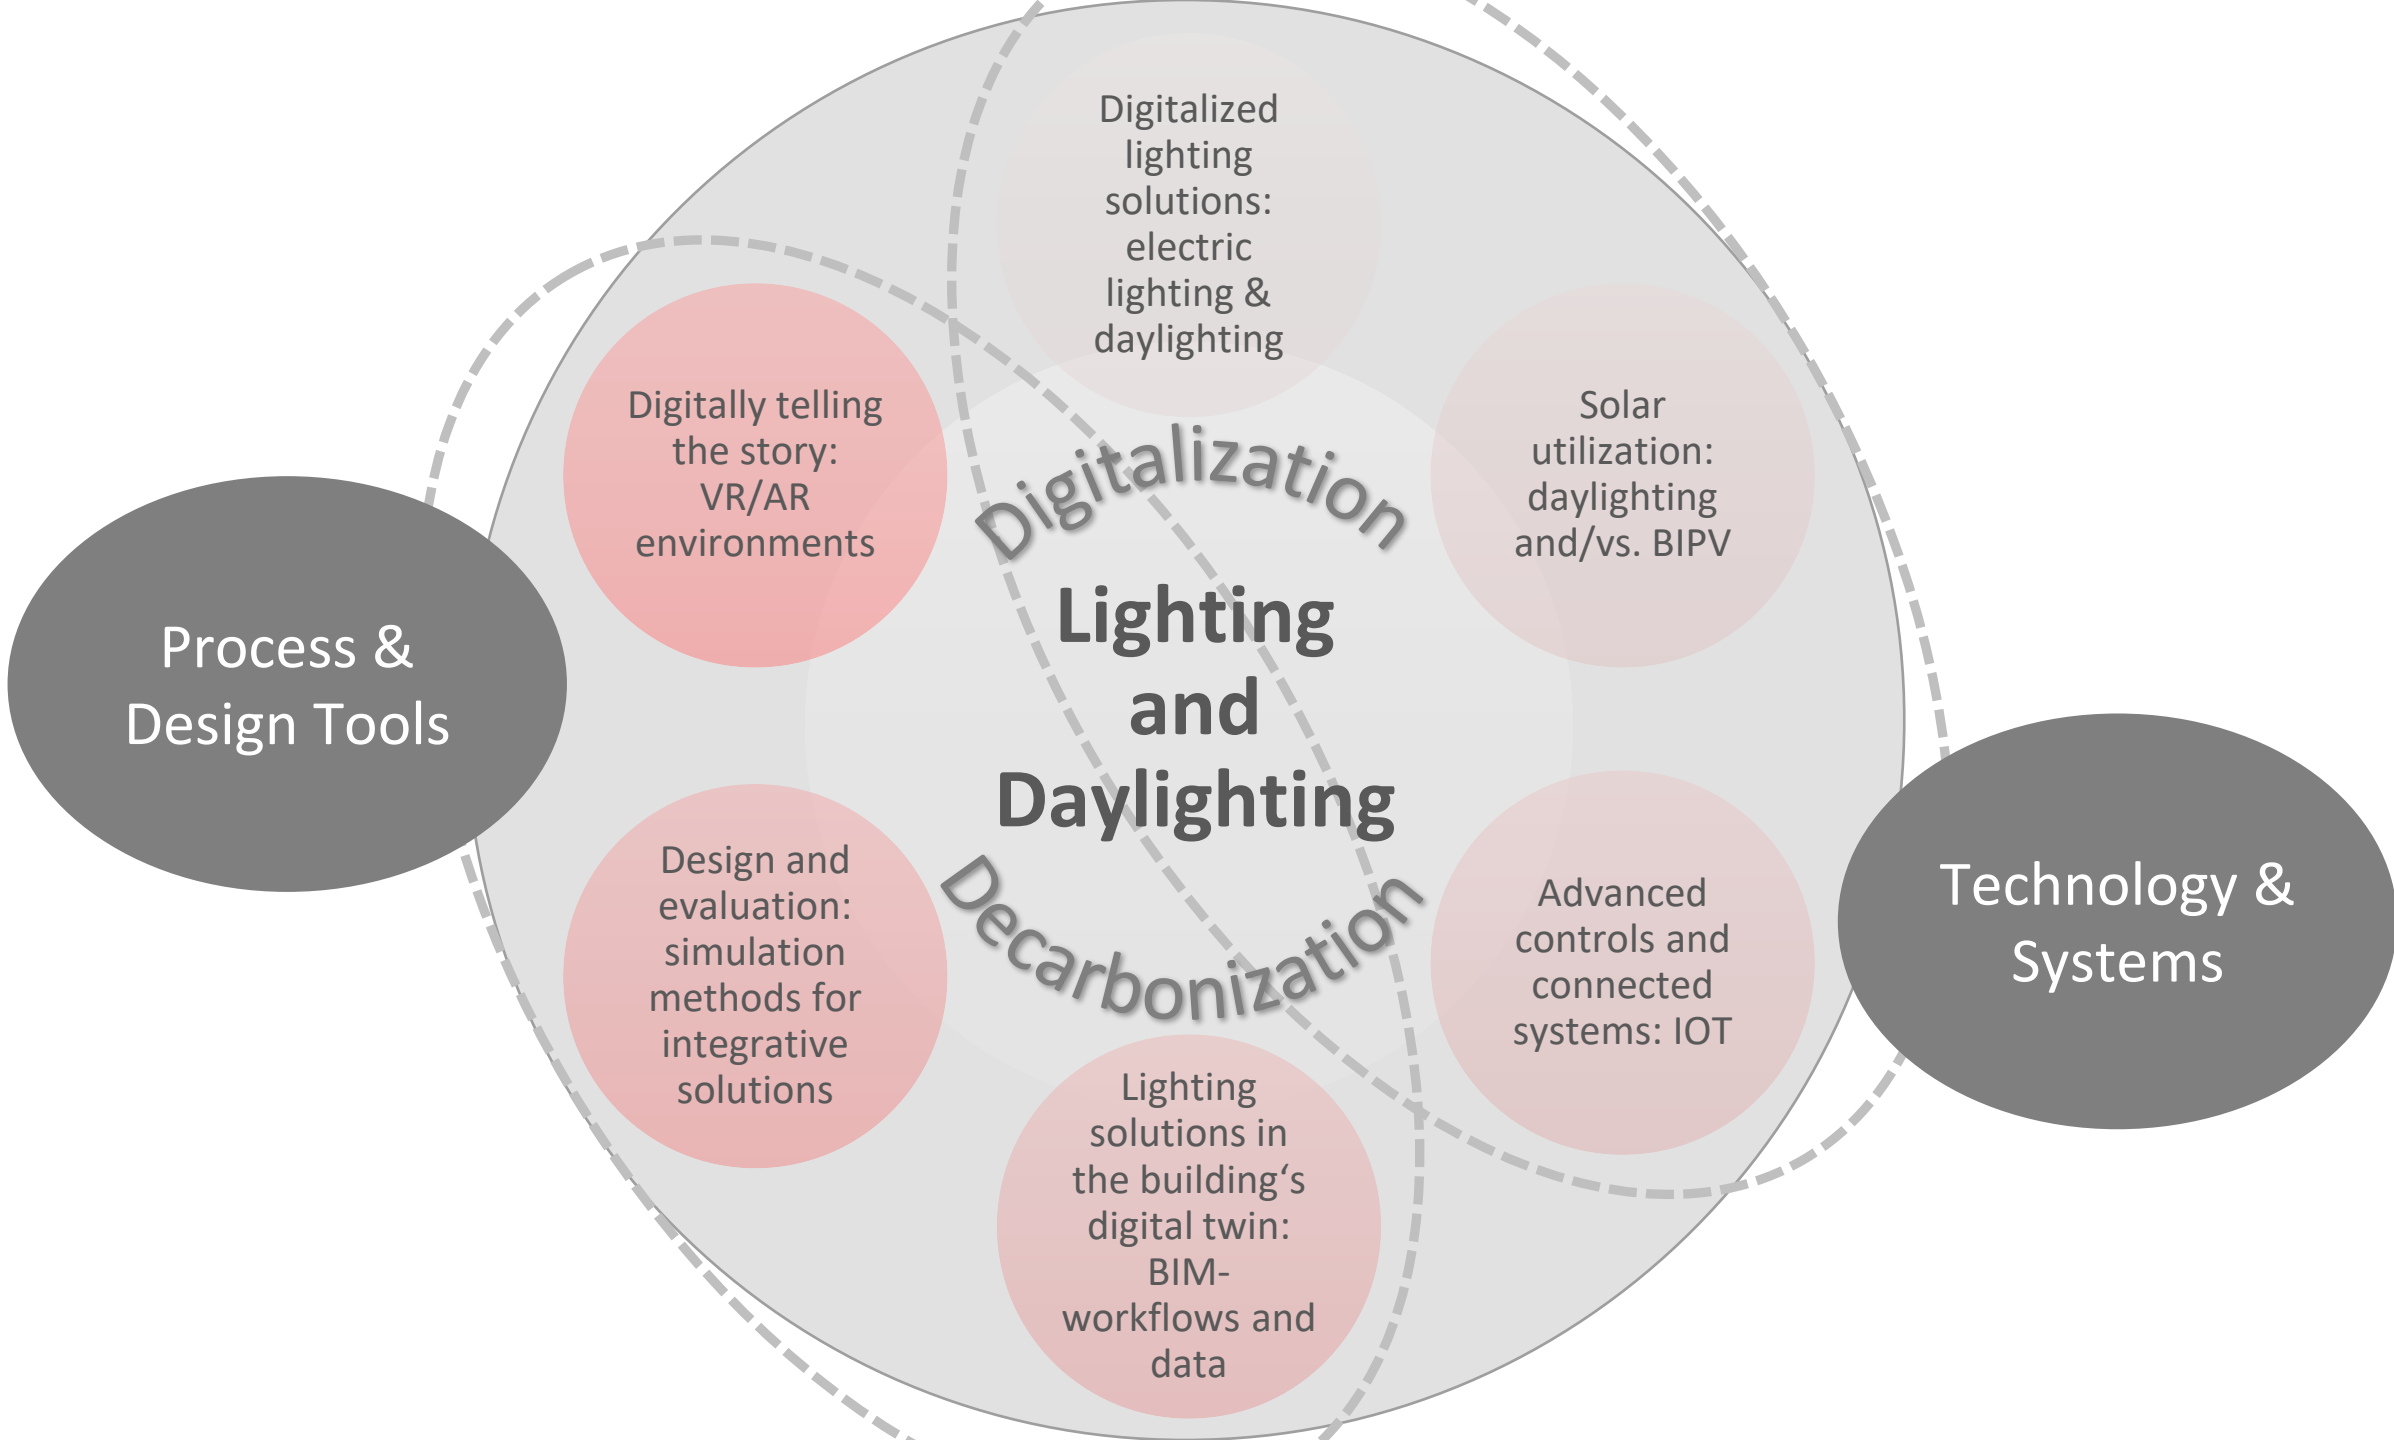 Digitalized
lighting
solutions:
electric
lighting &
daylighting
Digitally telling
the story:
VR/AR
environments
Solar
utilization:
daylighting
and/vs. BIPV
Digitalization
Lighting
and
Daylighting
Decarbonization
Process &
Design Tools
Technology &
Systems
Design and
evaluation:
simulation
methods for
integrative
solutions
Advanced
controls and
connected
systems: IOT
Lighting
solutions in
the building‘s
digital twin:
BIM-
workflows and
data